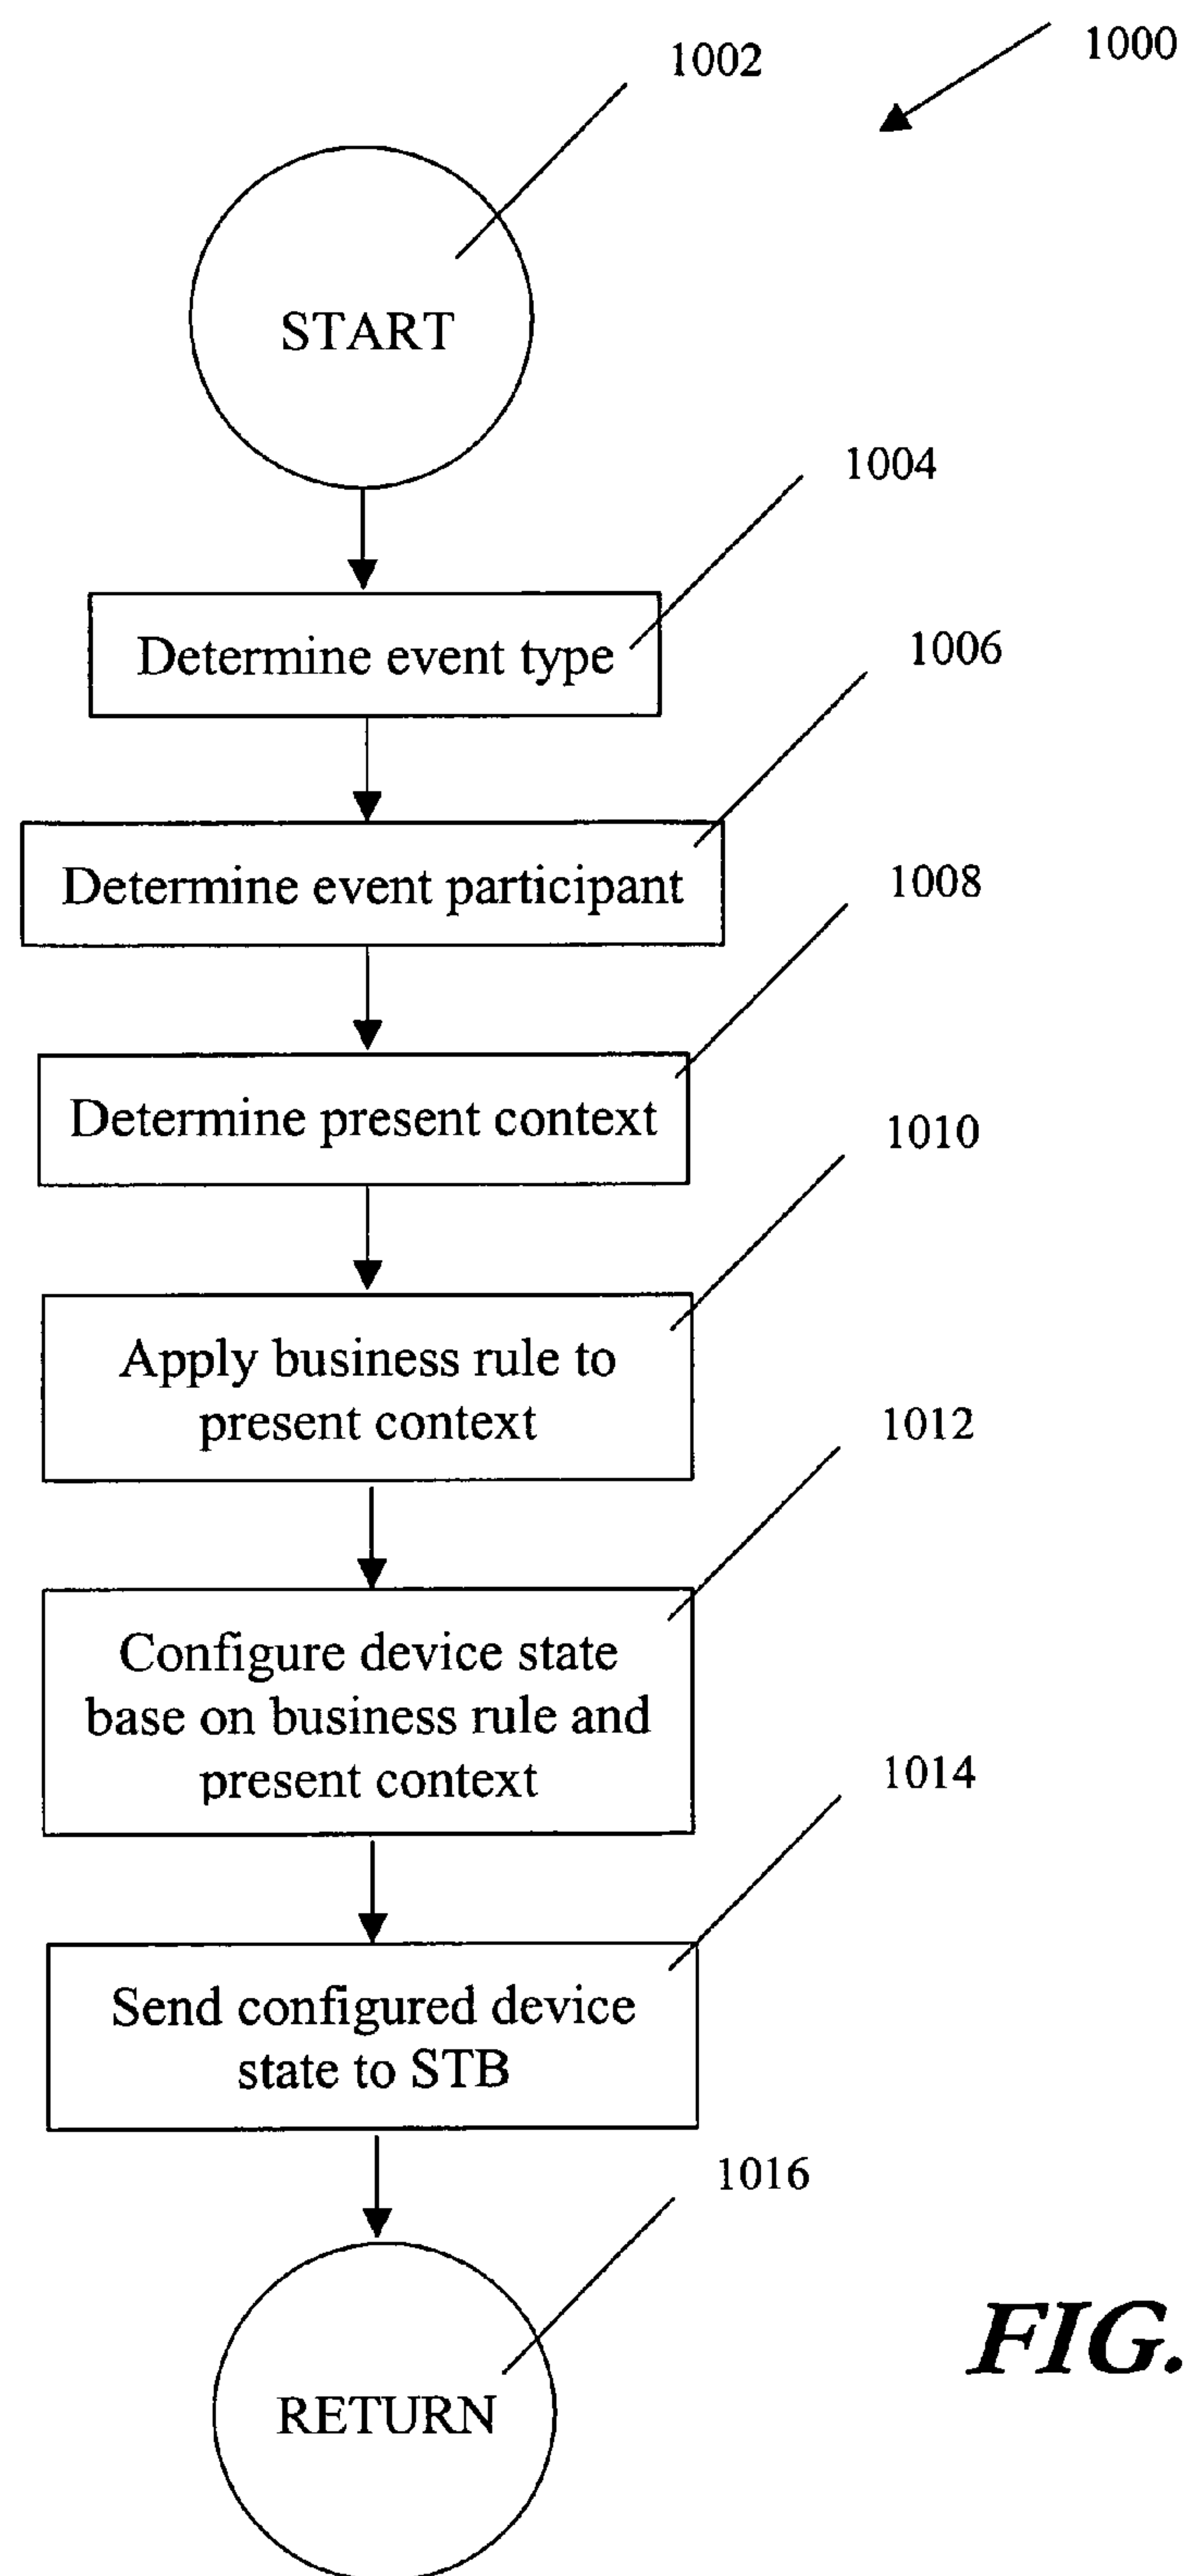 1000
1002
START
1004
Determine event type
1006
Determine event participant
1008
Determine present context
1010
Apply business rule to
present context
1012
Configure device state
base on business rule and
present context
1014
Send configured device
state to STB
1016
RETURN
FIG.